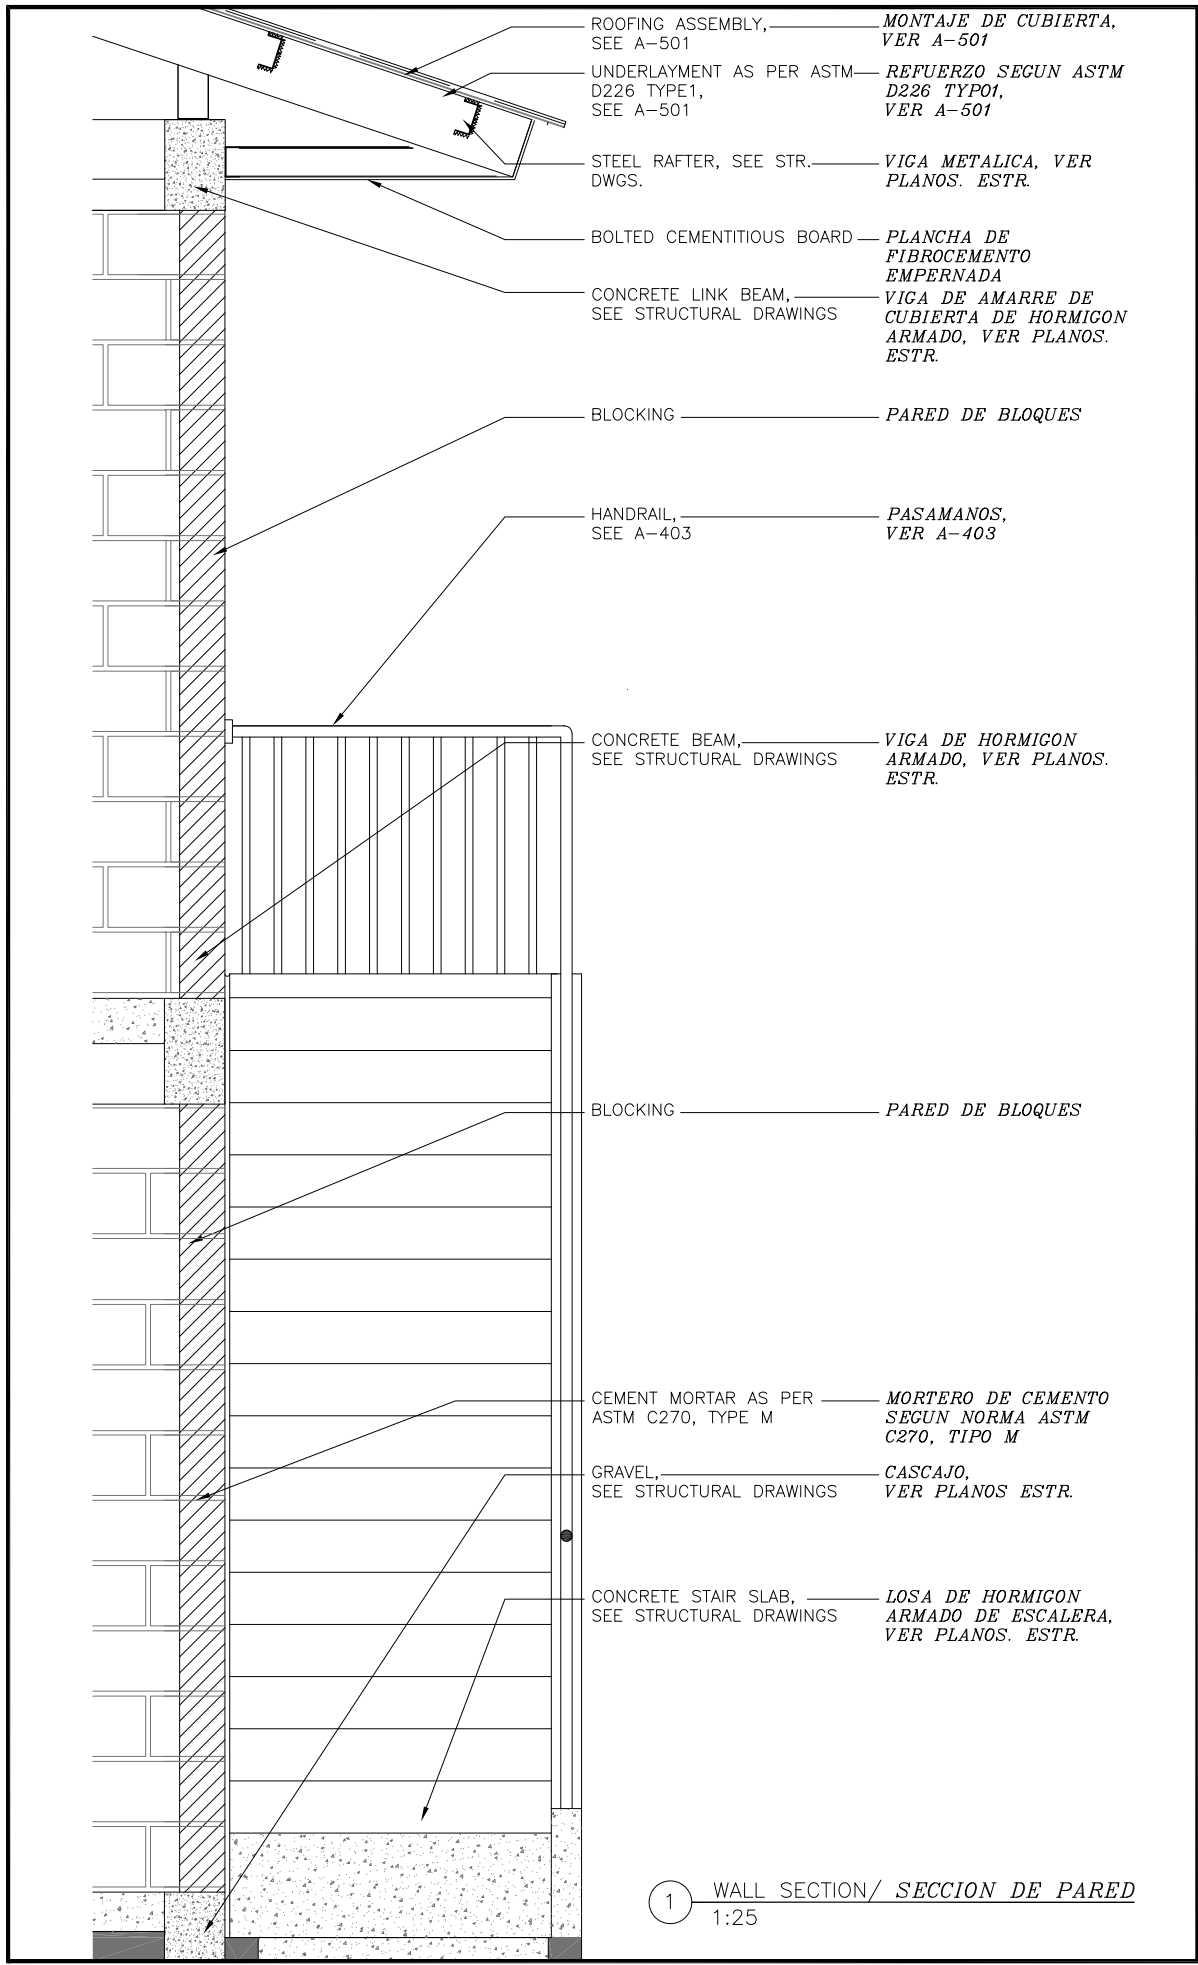 ROOFING ASSEMBLY,
SEE A-501
MONTAJE DE CUBIERTA,
VER A-501
UNDERLAYMENT AS PER ASTM
D226 TYPE1,
SEE A-501
REFUERZO SEGUN ASTM
D226 TYPO1,
VER A-501
STEEL RAFTER, SEE STR.
DWGS.
VIGA METALICA, VER
PLANOS. ESTR.
BOLTED CEMENTITIOUS BOARD
PLANCHA DE
FIBROCEMENTO
EMPERNADA
CONCRETE LINK BEAM,
SEE STRUCTURAL DRAWINGS
VIGA DE AMARRE DE
CUBIERTA DE HORMIGON
ARMADO, VER PLANOS.
ESTR.
BLOCKING
PARED DE BLOQUES
HANDRAIL,
SEE A-403
PASAMANOS,
VER A-403
CONCRETE BEAM,
SEE STRUCTURAL DRAWINGS
VIGA DE HORMIGON
ARMADO, VER PLANOS.
ESTR.
BLOCKING
PARED DE BLOQUES
CEMENT MORTAR AS PER
ASTM C270, TYPE M
MORTERO DE CEMENTO
SEGUN NORMA ASTM
C270, TIPO M
GRAVEL,
SEE STRUCTURAL DRAWINGS
CASCAJO,
VER PLANOS ESTR.
CONCRETE STAIR SLAB,
SEE STRUCTURAL DRAWINGS
LOSA DE HORMIGON
ARMADO DE ESCALERA,
VER PLANOS. ESTR.
1
WALL SECTION/ SECCION DE PARED
1:25